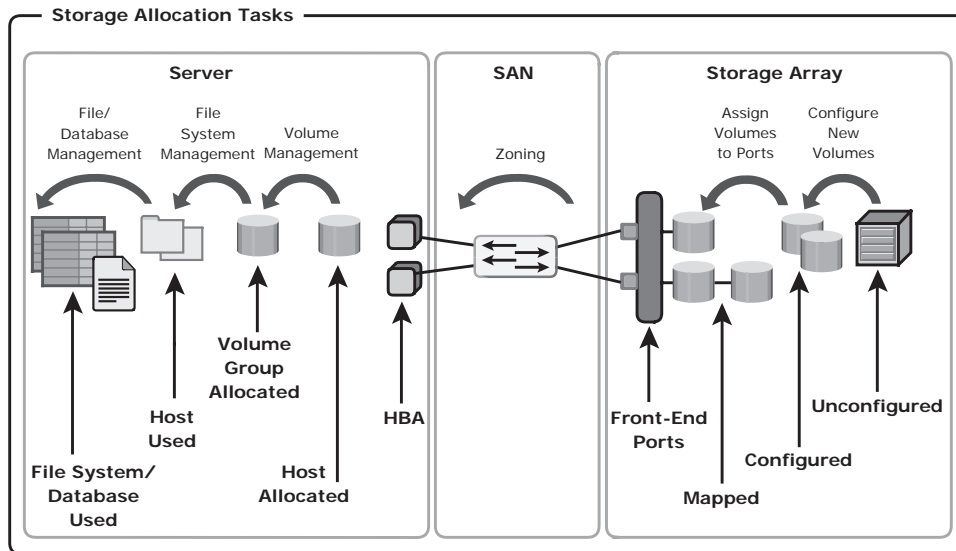 Storage Allocation Tasks
Server
File/
Database
Management
File
System
Management
Volume
Management
Volume
Group
Allocated
Host
Used
File System/
Database
Used
Host
Allocated
HBA
SAN
Zoning
Storage Array
Assign
Volumes
to Ports
Configure
New
Volumes
Front-End
Ports
Mapped
Configured
Unconfigured